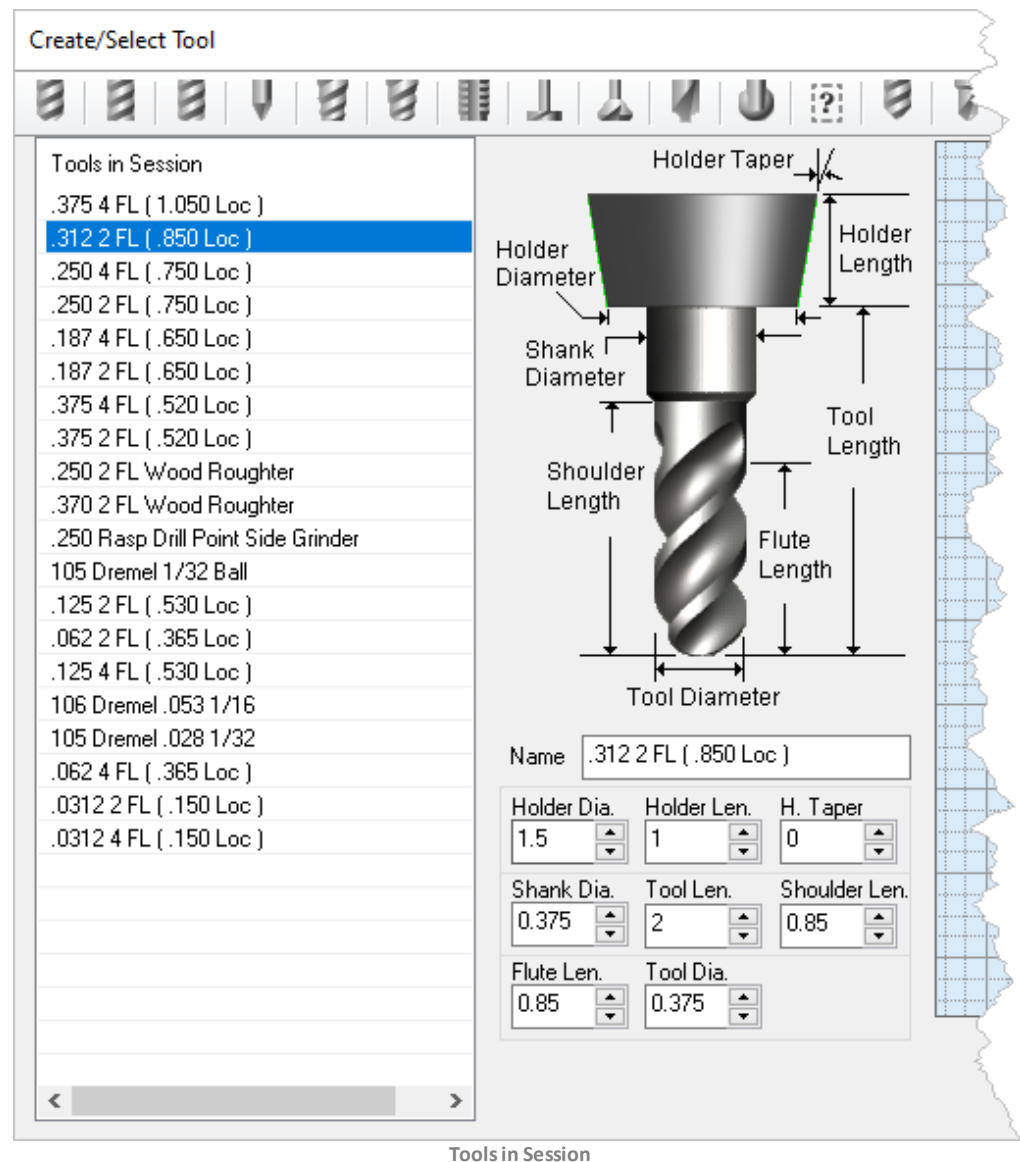 Create/Select Tool
?
Tools in Session
.375 4 FL ( 1.050 Loc )
.312 2 FL ( .850 Loc )
.250 4 FL ( .750 Loc )
.250 2 FL ( .750 Loc )
.187 4 FL ( .650 Loc )
.187 2 FL ( .650 Loc )
.375 4 FL ( .520 Loc )
.375 2 FL ( .520 Loc )
.250 2 FL Wood Roughter
.370 2 FL Wood Roughter
.250 Rasp Drill Point Side Grinder
105 Dremel 1/32 Ball
.125 2 FL ( .530 Loc )
.062 2 FL ( .365 Loc )
.125 4 FL ( .530 Loc )
106 Dremel .053 1/16
105 Dremel .028 1/32
.062 4 FL ( .365 Loc )
.0312 2 FL ( .150 Loc )
.0312 4 FL ( .150 Loc )
Holder Taper
Holder
Length
Holder
Diameter
Shank
Diameter
Tool
Length
Shoulder
Length
Flute
Length
Tool Diameter
Name .312 2 FL ( .850 Loc )
Holder Dia. Holder Len. H. Taper
1.5 1 0
Shank Dia. Tool Len. Shoulder Len.
0.375 2 0.85
Flute Len. Tool Dia.
0.85 0.375
Tools in Session